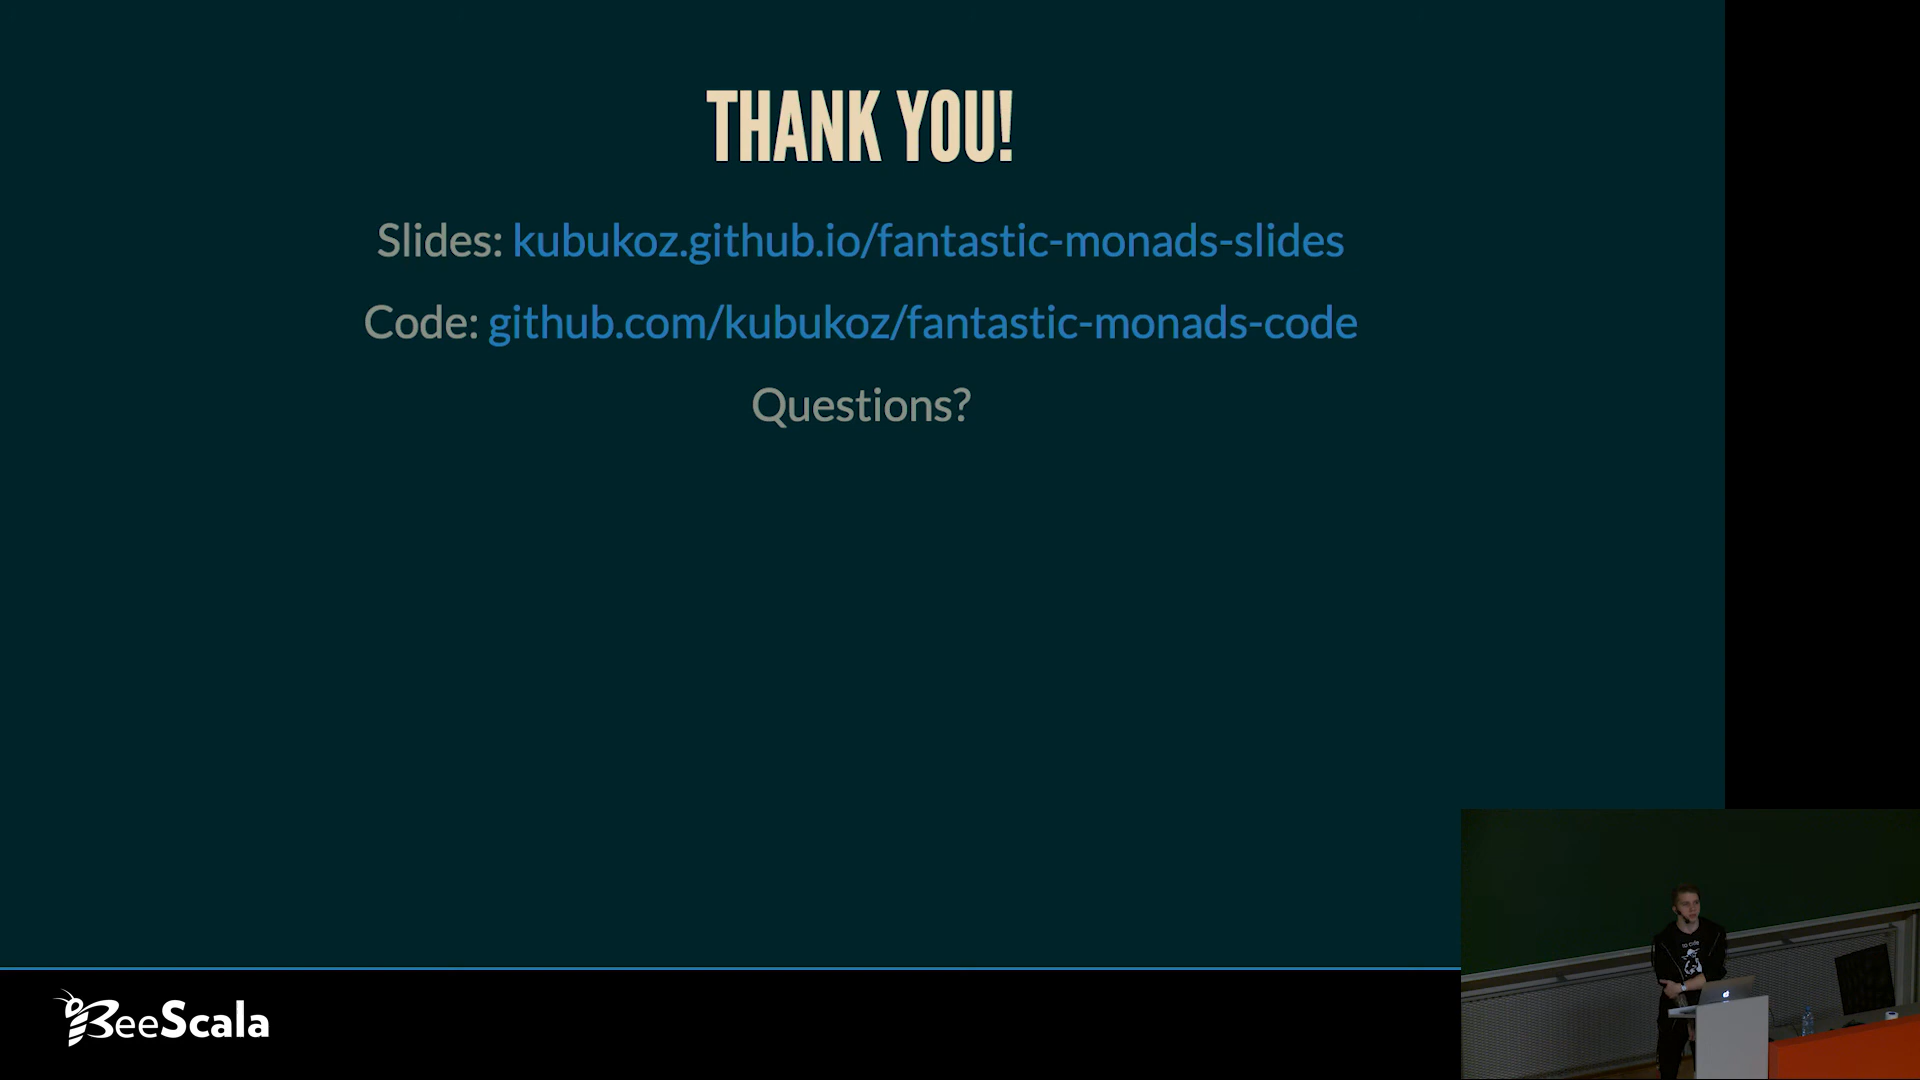 THANK YOU!
Slides: kubukoz.github.io/fantastic-monads-slides
Code: github.com/kubukoz/fantastic-monads-code
Questions?
BeeScala